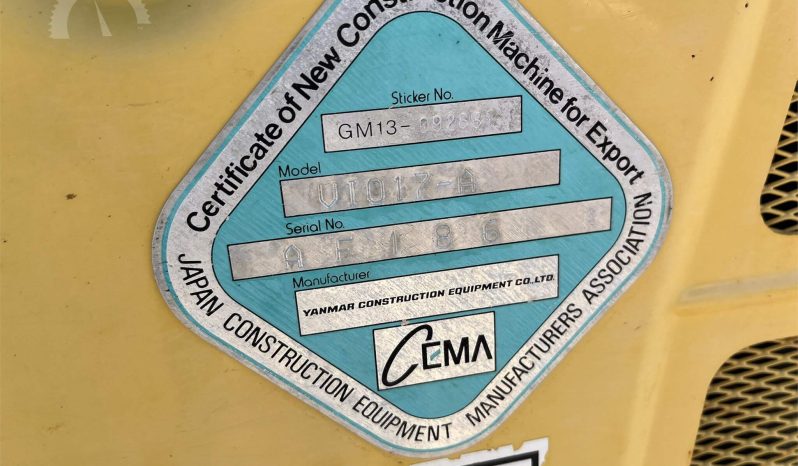 Certificate of New Construction Machine for Export
Sticker No.
GM13-
Model
VIO17-A
Serial No.
Manufacturer
YANMAR CONSTRUCTION EQUIPMENT CO.,LTD.
CEMA
JAPAN CONSTRUCTION EQUIPMENT MANUFACTURERS ASSOCIATION